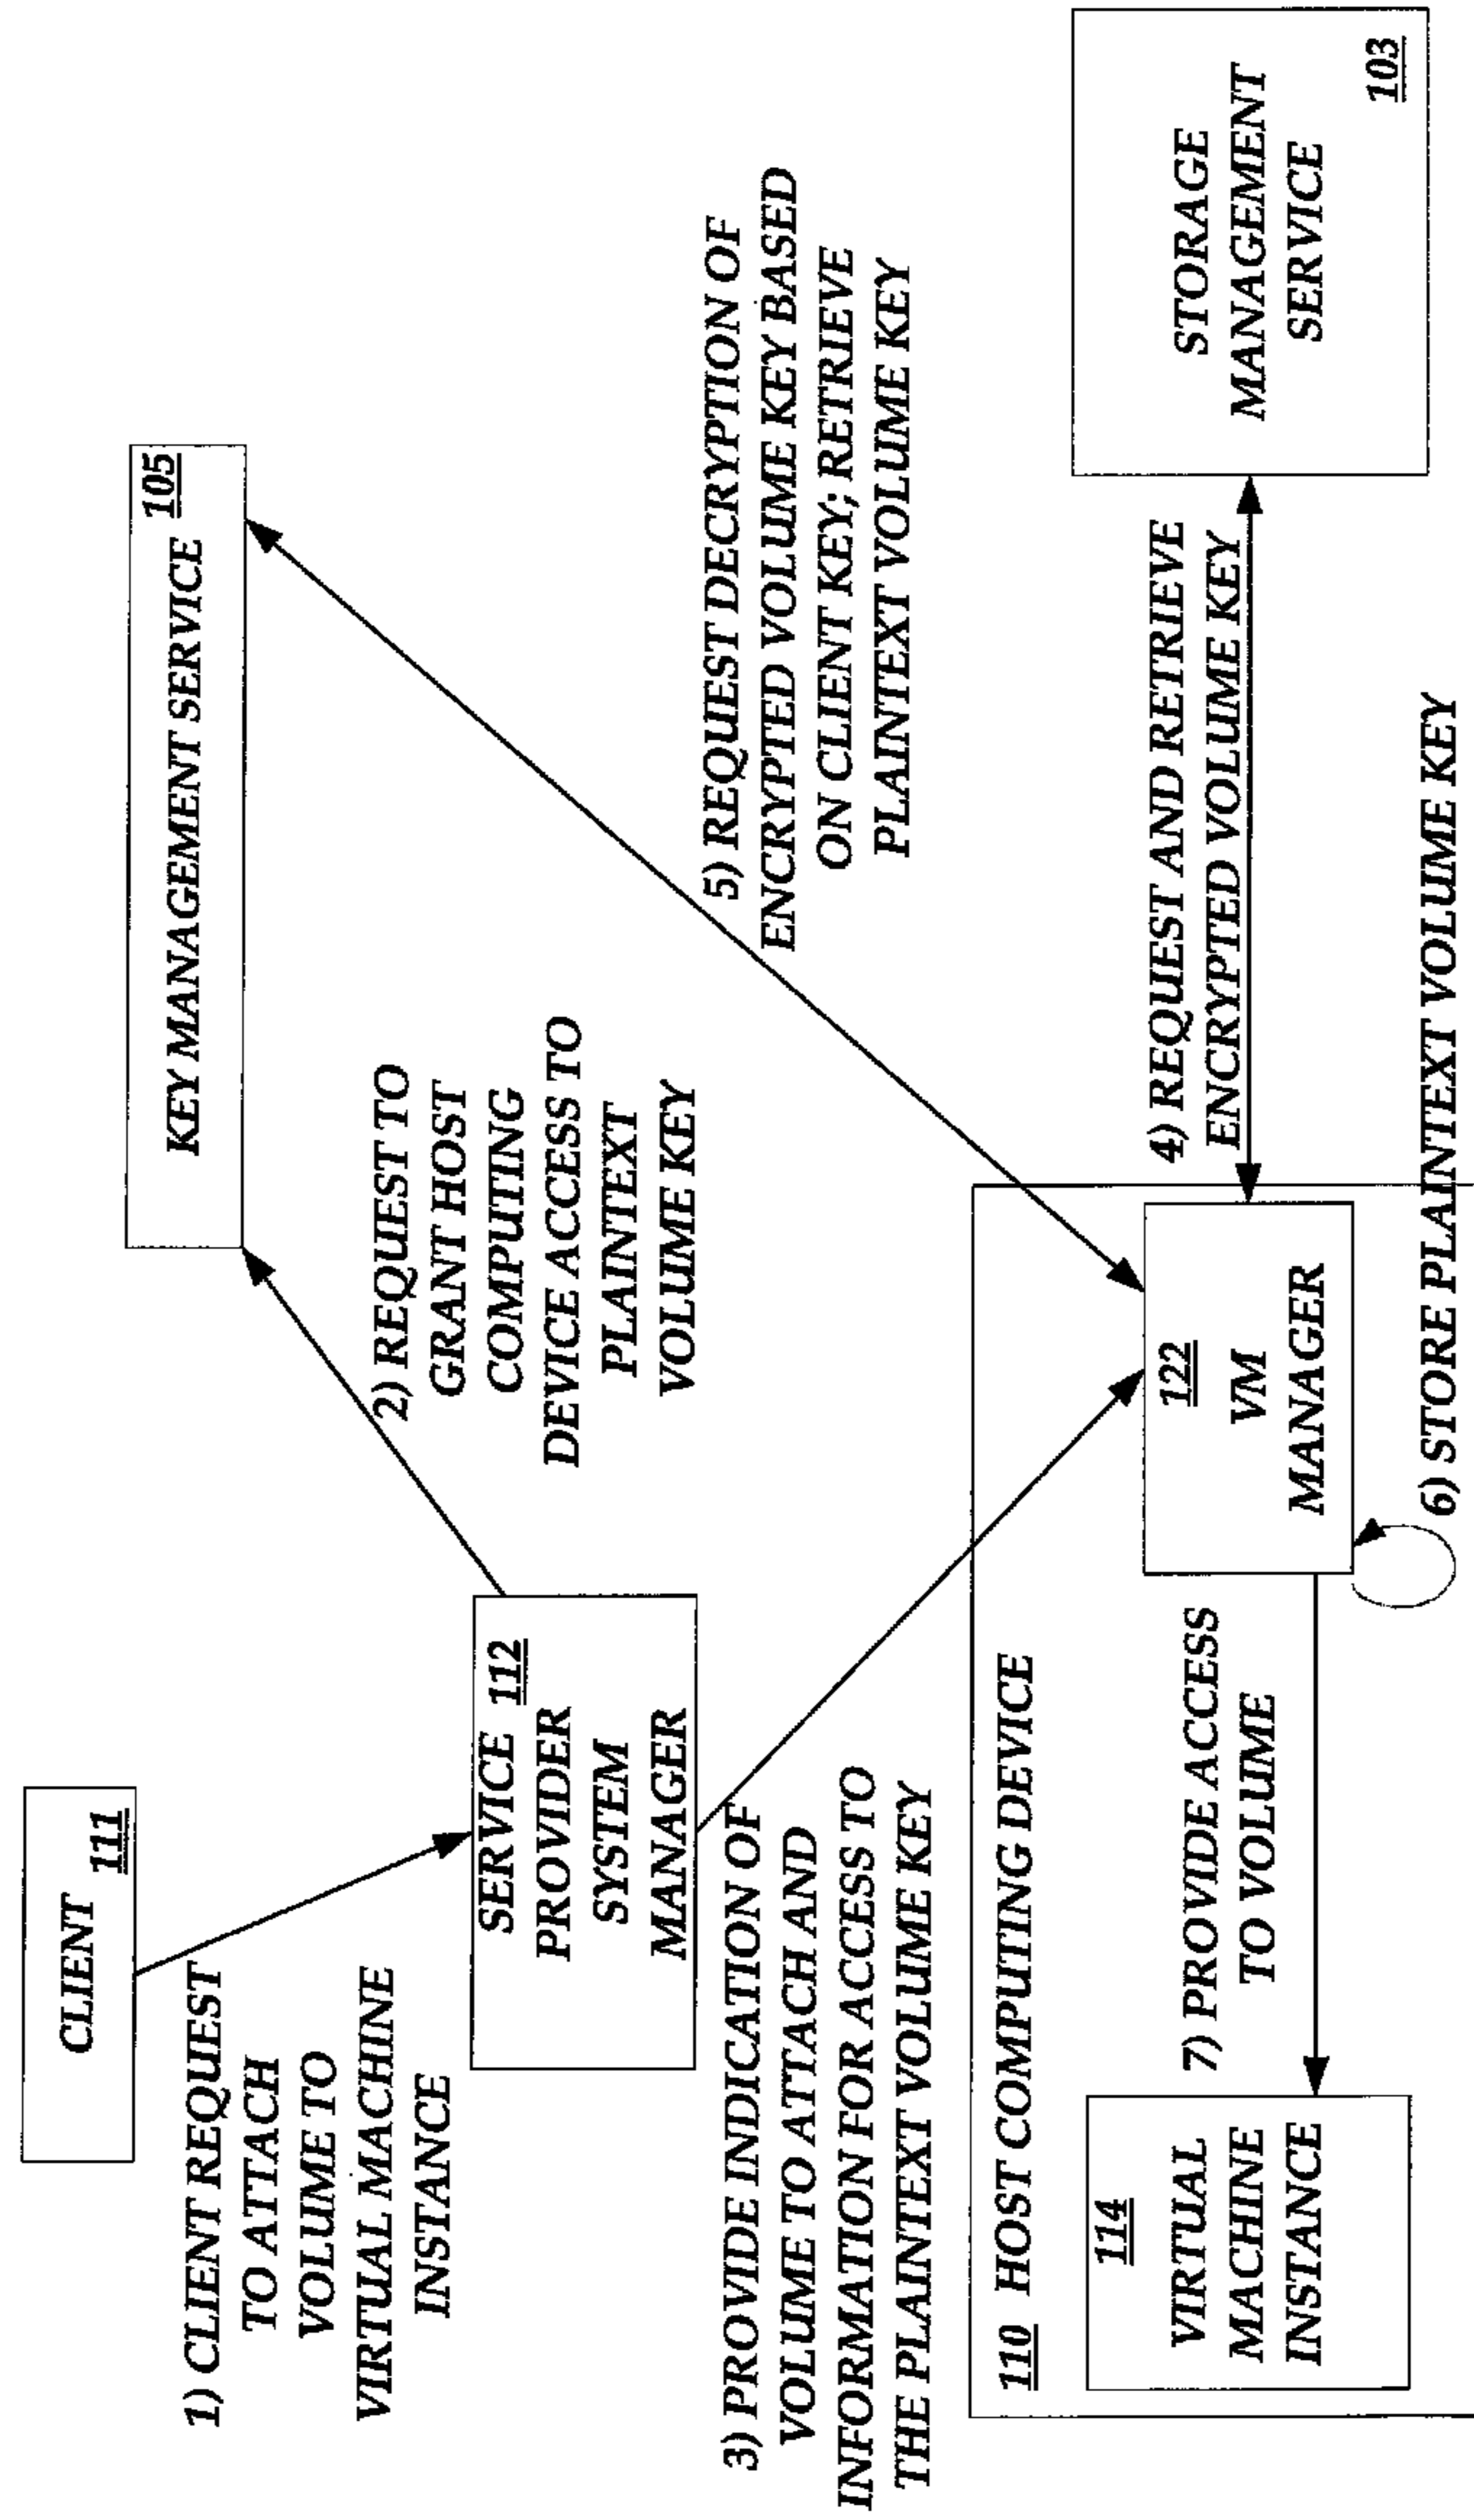 CLIENT
111
1) CLIENT REQUEST
TO ATTACH
VOLUME TO
VIRTUAL MACHINE
INSTANCE
KEY MANAGEMENT SERVICE
105
2) REQUEST TO
GRANT HOST
COMPUTING
DEVICE ACCESS TO
PLAINTEXT
VOLUME KEY
SERVICE 112
PROVIDER
SYSTEM
MANAGER
3) PROVIDE INDICATION OF
VOLUME TO ATTACH AND
INFORMATION FOR ACCESS TO
THE PLAINTEXT VOLUME KEY
5) REQUEST DECRYPTION OF
ENCRYPTED VOLUME KEY BASED
ON CLIENT KEY; RETRIEVE
PLAINTEXT VOLUME KEY
110 HOST COMPUTING DEVICE
114
VIRTUAL
MACHINE
INSTANCE
7) PROVIDE ACCESS
TO VOLUME
122
VM
MANAGER
4) REQUEST AND RETRIEVE
ENCRYPTED VOLUME KEY
STORAGE
MANAGEMENT
SERVICE
103
6) STORE PLAINTEXT VOLUME KEY